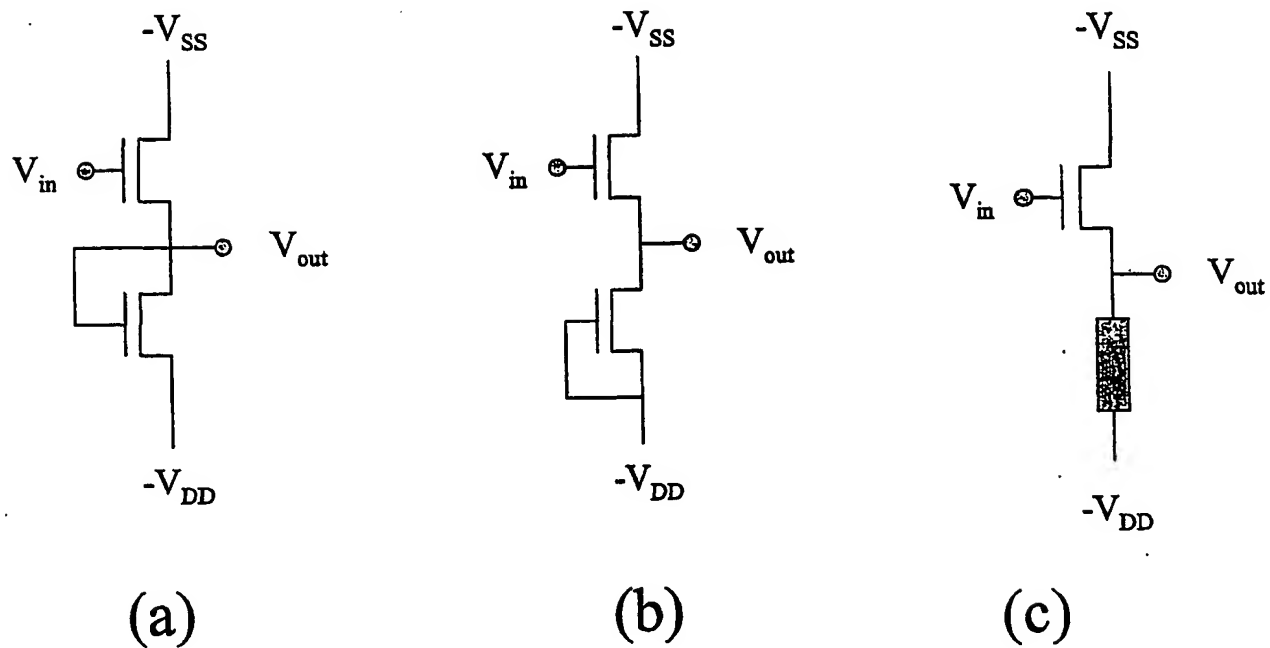 -V_SS
V_in
V_out
-V_DD
(a)
-V_SS
V_in
V_out
-V_DD
(b)
-V_SS
V_in
V_out
-V_DD
(c)